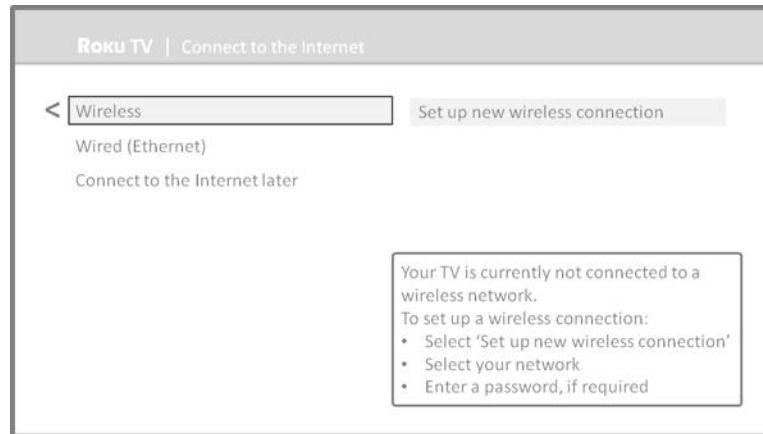 ROKU TV | Connect to the Internet
< Wireless
Set up new wireless connection
Wired (Ethernet)
Connect to the Internet later
Your TV is currently not connected to a
wireless network.
To set up a wireless connection:
• Select ‘Set up new wireless connection’
• Select your network
• Enter a password, if required